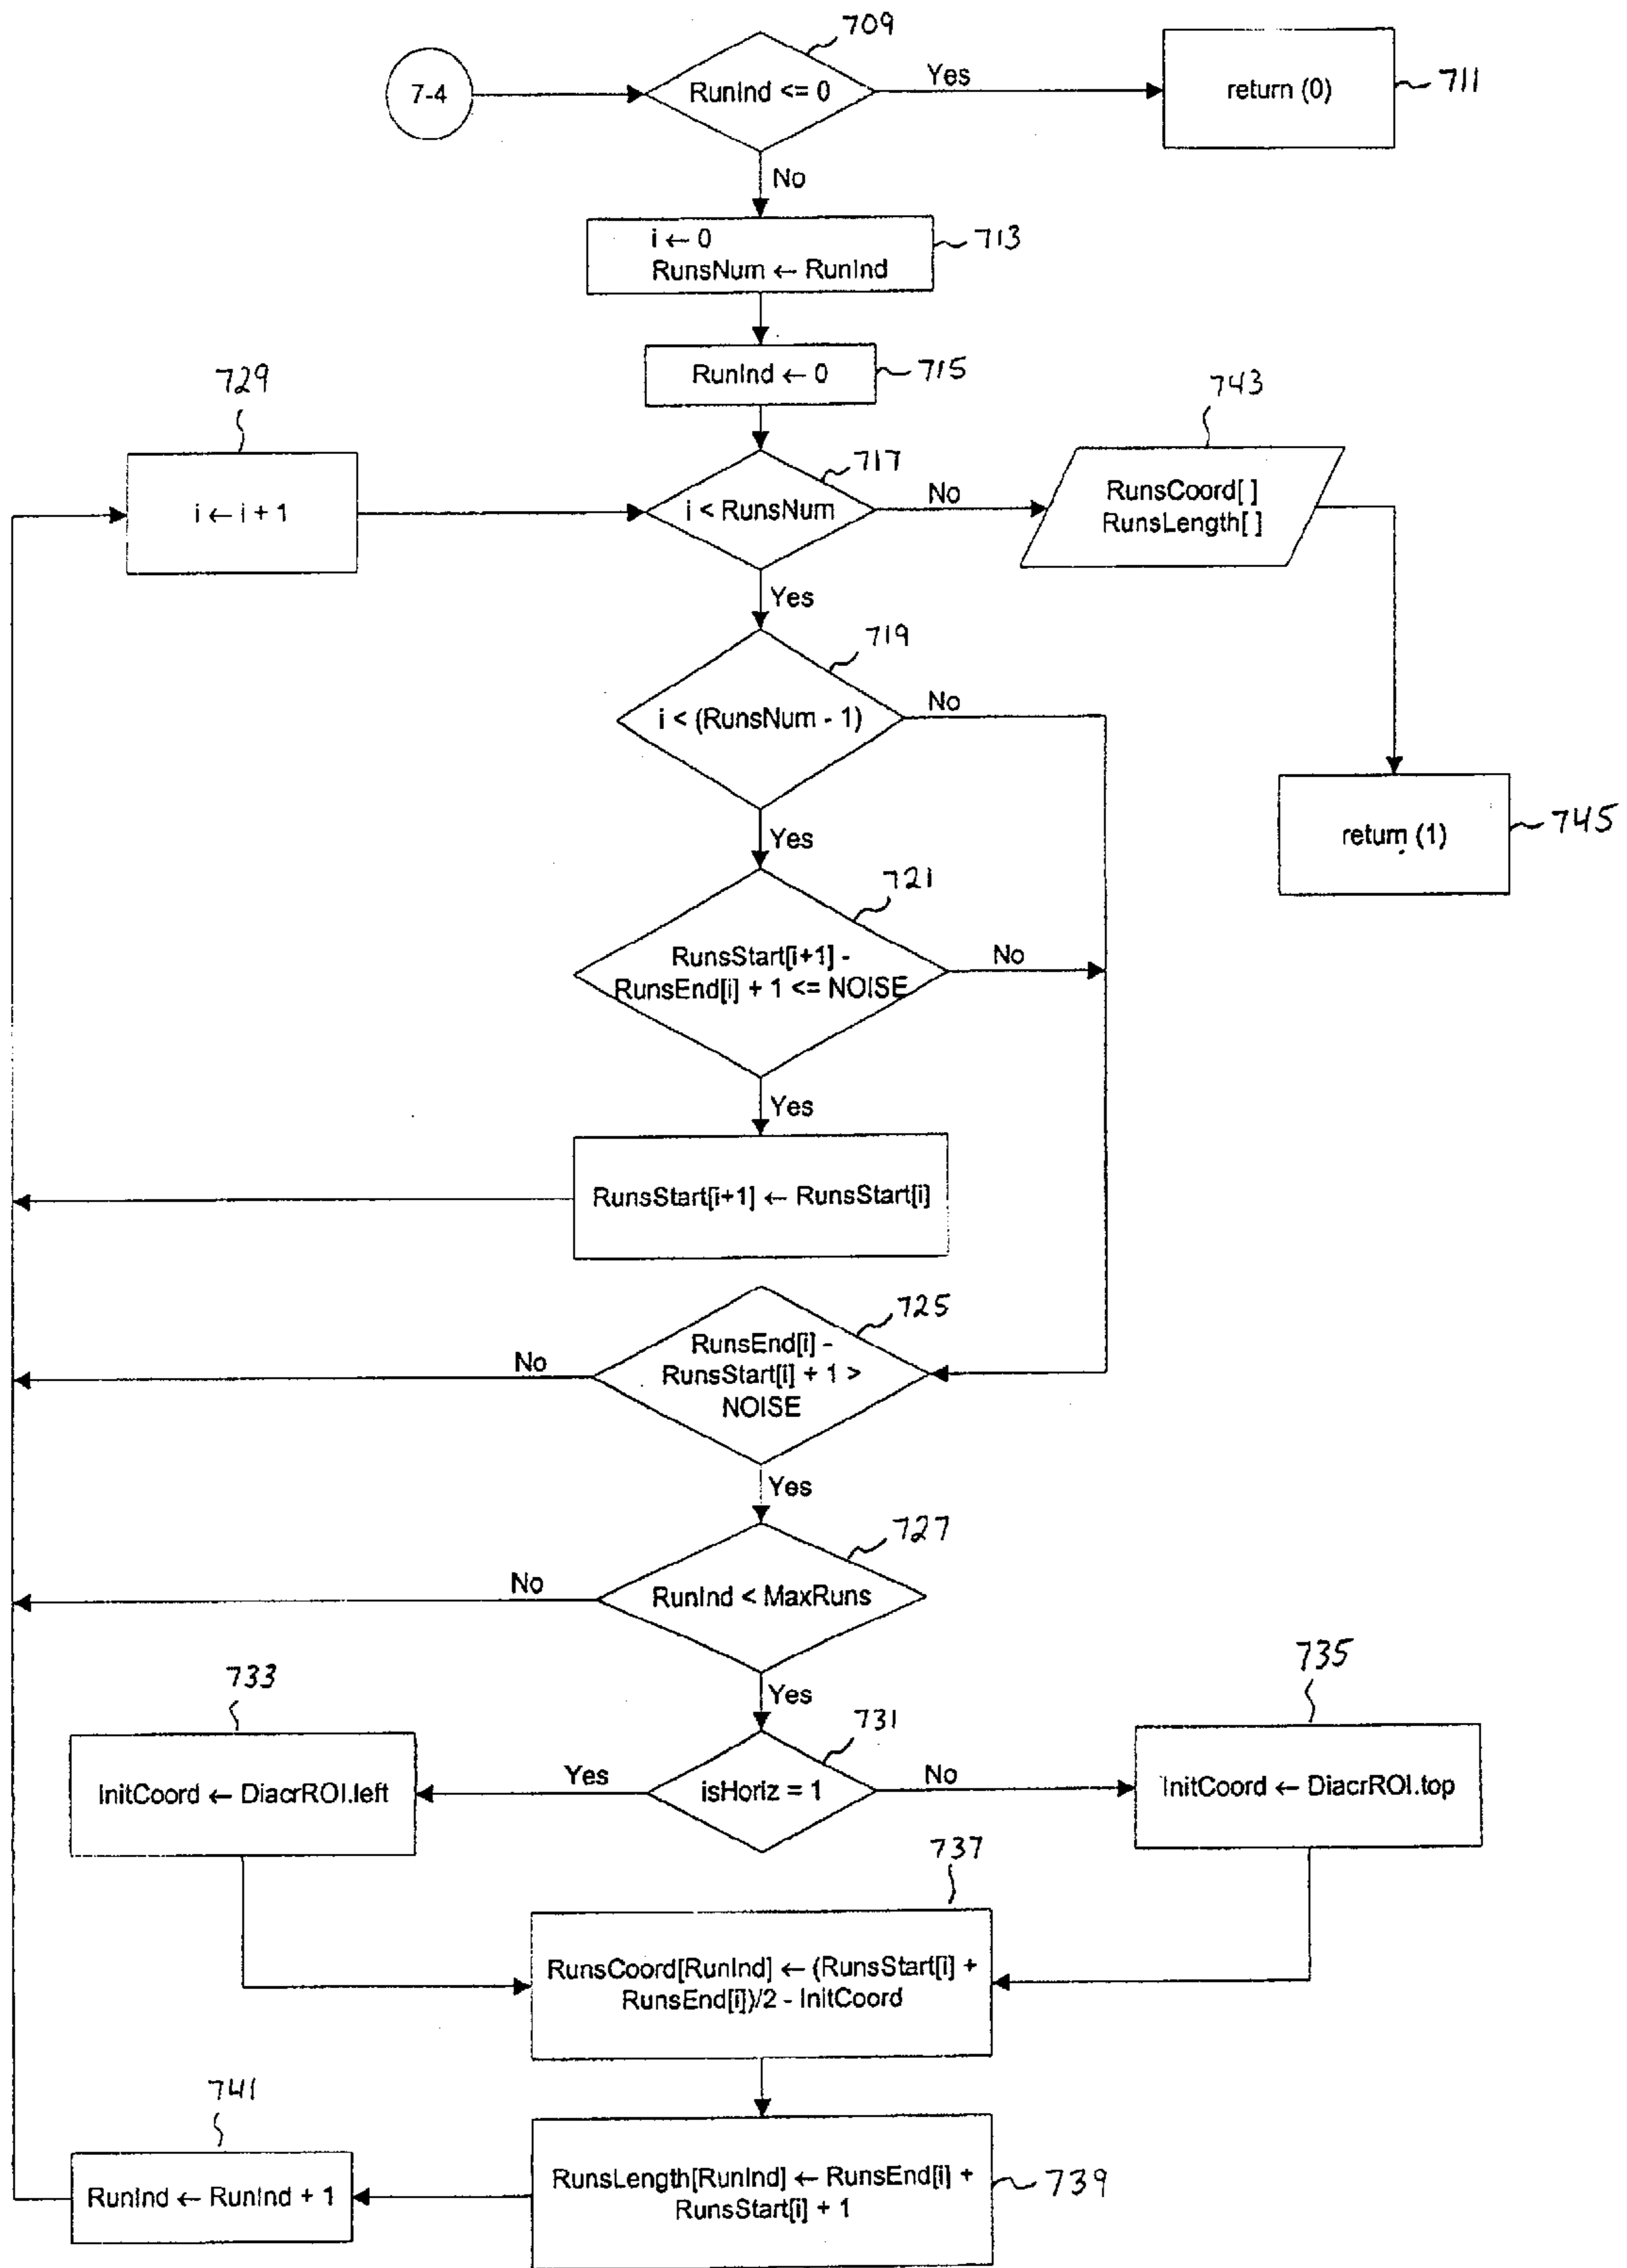 709
7-4
RunInd <= 0
Yes
return (0)
711
No
i ← 0
RunsNum ← RunInd
713
RunInd ← 0
715
729
i ← i + 1
717
i < RunsNum
No
743
RunsCoord[ ]
RunsLength[ ]
Yes
719
i < (RunsNum - 1)
No
return (1)
745
Yes
721
RunsStart[i+1] -
RunsEnd[i] + 1 <= NOISE
No
Yes
RunsStart[i+1] ← RunsStart[i]
725
RunsEnd[i] -
RunsStart[i] + 1 >
NOISE
No
Yes
727
RunInd < MaxRuns
No
Yes
733
InitCoord ← DiacrROI.left
Yes
731
isHoriz = 1
No
735
InitCoord ← DiacrROI.top
737
RunsCoord[RunInd] ← (RunsStart[i] +
RunsEnd[i])/2 - InitCoord
741
RunInd ← RunInd + 1
RunsLength[RunInd] ← RunsEnd[i] +
RunsStart[i] + 1
739